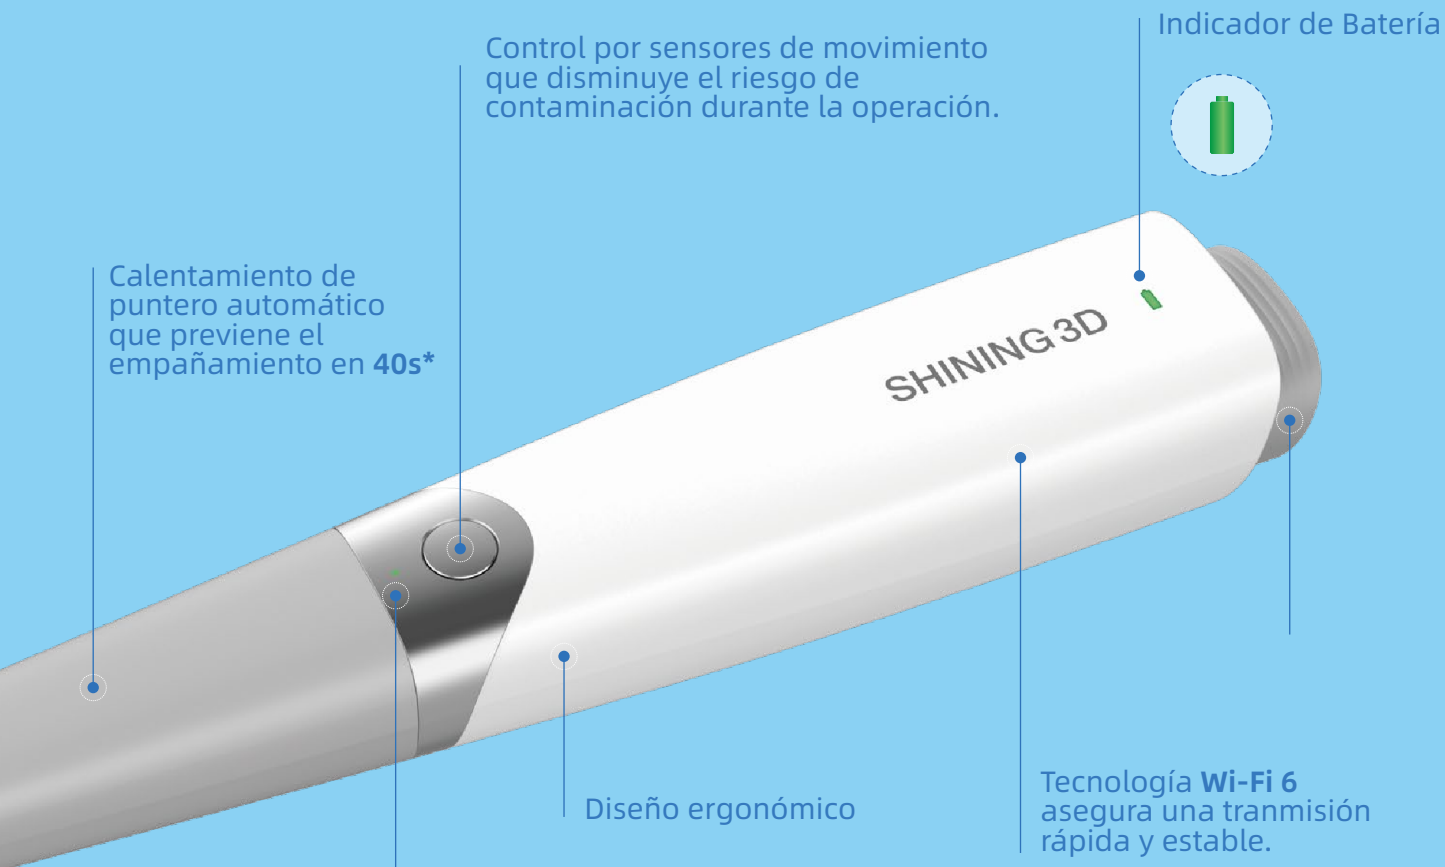 Indicador de Batería
Control por sensores de movimiento
que disminuye el riesgo de
contaminación durante la operación.
Calentamiento de
puntero automático
que previene el
empañamiento en 40s*
SHINING 3D
Diseño ergonómico
Tecnología Wi-Fi 6
asegura una tranmisión
rápida y estable.